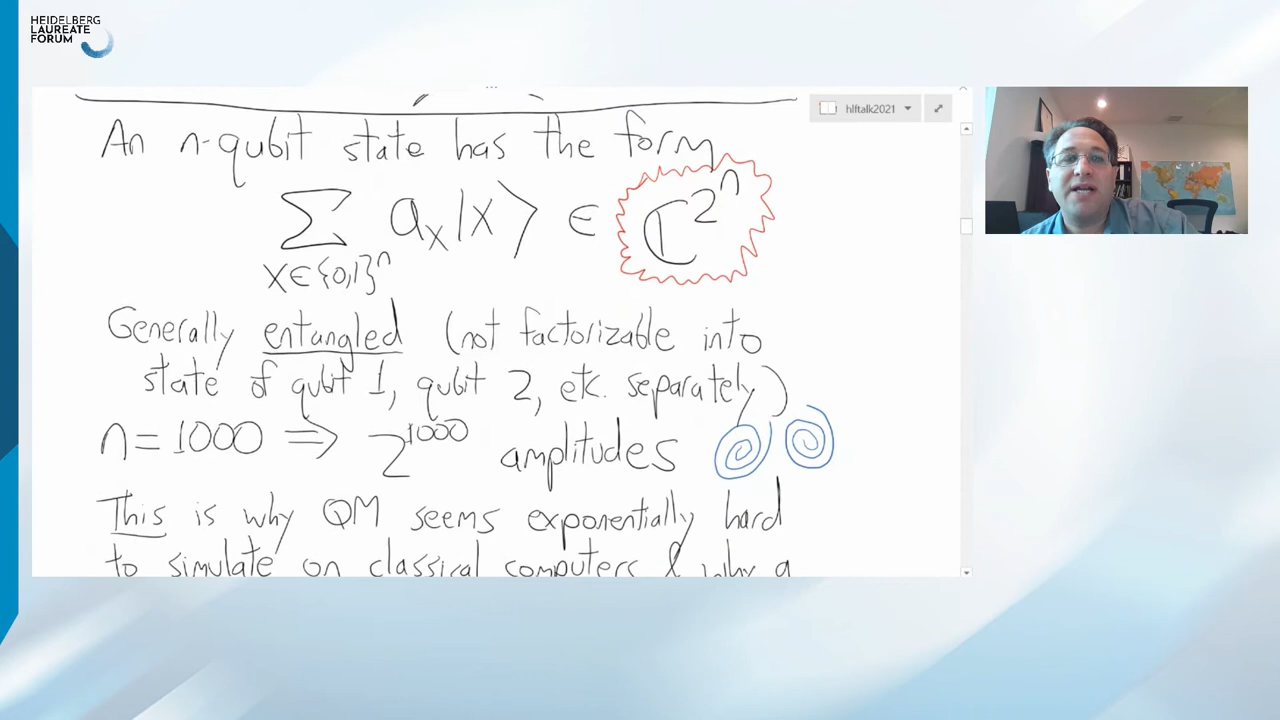 HEIDELBERG
LAUREATE
FORUM
hlftalk2021
An n-qubit state has the form
∑ a_x |x⟩ ∈ ℂ^{2^n}
x∈{0,1}^n
Generally entangled (not factorizable into
state of qubit 1, qubit 2, etc. separately)
n=1000 ⇒ 2^1000 amplitudes
This is why QM seems exponentially hard
to simulate on classical computers & why a